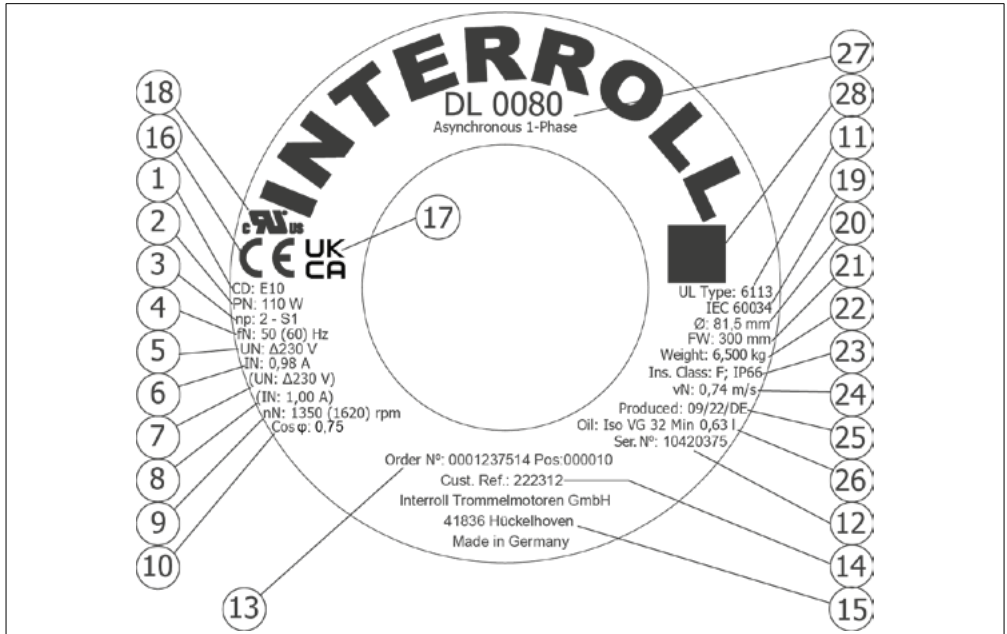 INTERROLL
DL 0080
Asynchronous 1-Phase
c RU us
CE
UK
CA
CD: E10
PN: 110 W
np: 2 - S1
fN: 50 (60) Hz
UN: Δ230 V
IN: 0,98 A
(UN: Δ230 V)
(IN: 1,00 A)
nN: 1350 (1620) rpm
Cos φ: 0,75
UL Type: 6113
IEC 60034
Ø: 81,5 mm
FW: 300 mm
Weight: 6,500 kg
Ins. Class: F; IP66
vN: 0,74 m/s
Produced: 09/22/DE
Oil: Iso VG 32 Min 0,63 l
Ser.Nº: 10420375
Order Nº: 0001237514 Pos:000010
Cust. Ref.: 222312
Interroll Trommelmotoren GmbH
41836 Hückelhoven
Made in Germany
18
16
1
2
3
4
5
6
7
8
9
10
13
17
27
28
11
19
20
21
22
23
24
25
26
12
14
15